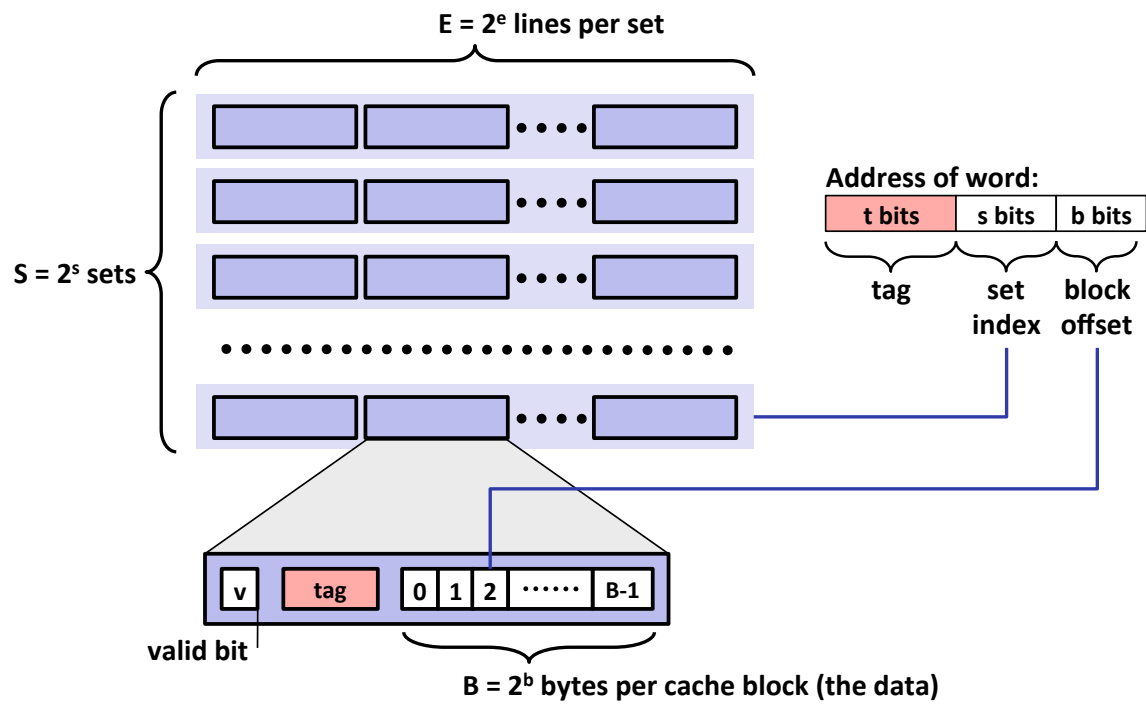 E = 2ᵉ lines per set
S = 2ˢ sets
Address of word:
t bits s bits b bits
tag set index block offset
v tag 0 1 2 ······ B-1
valid bit
B = 2ᵇ bytes per cache block (the data)